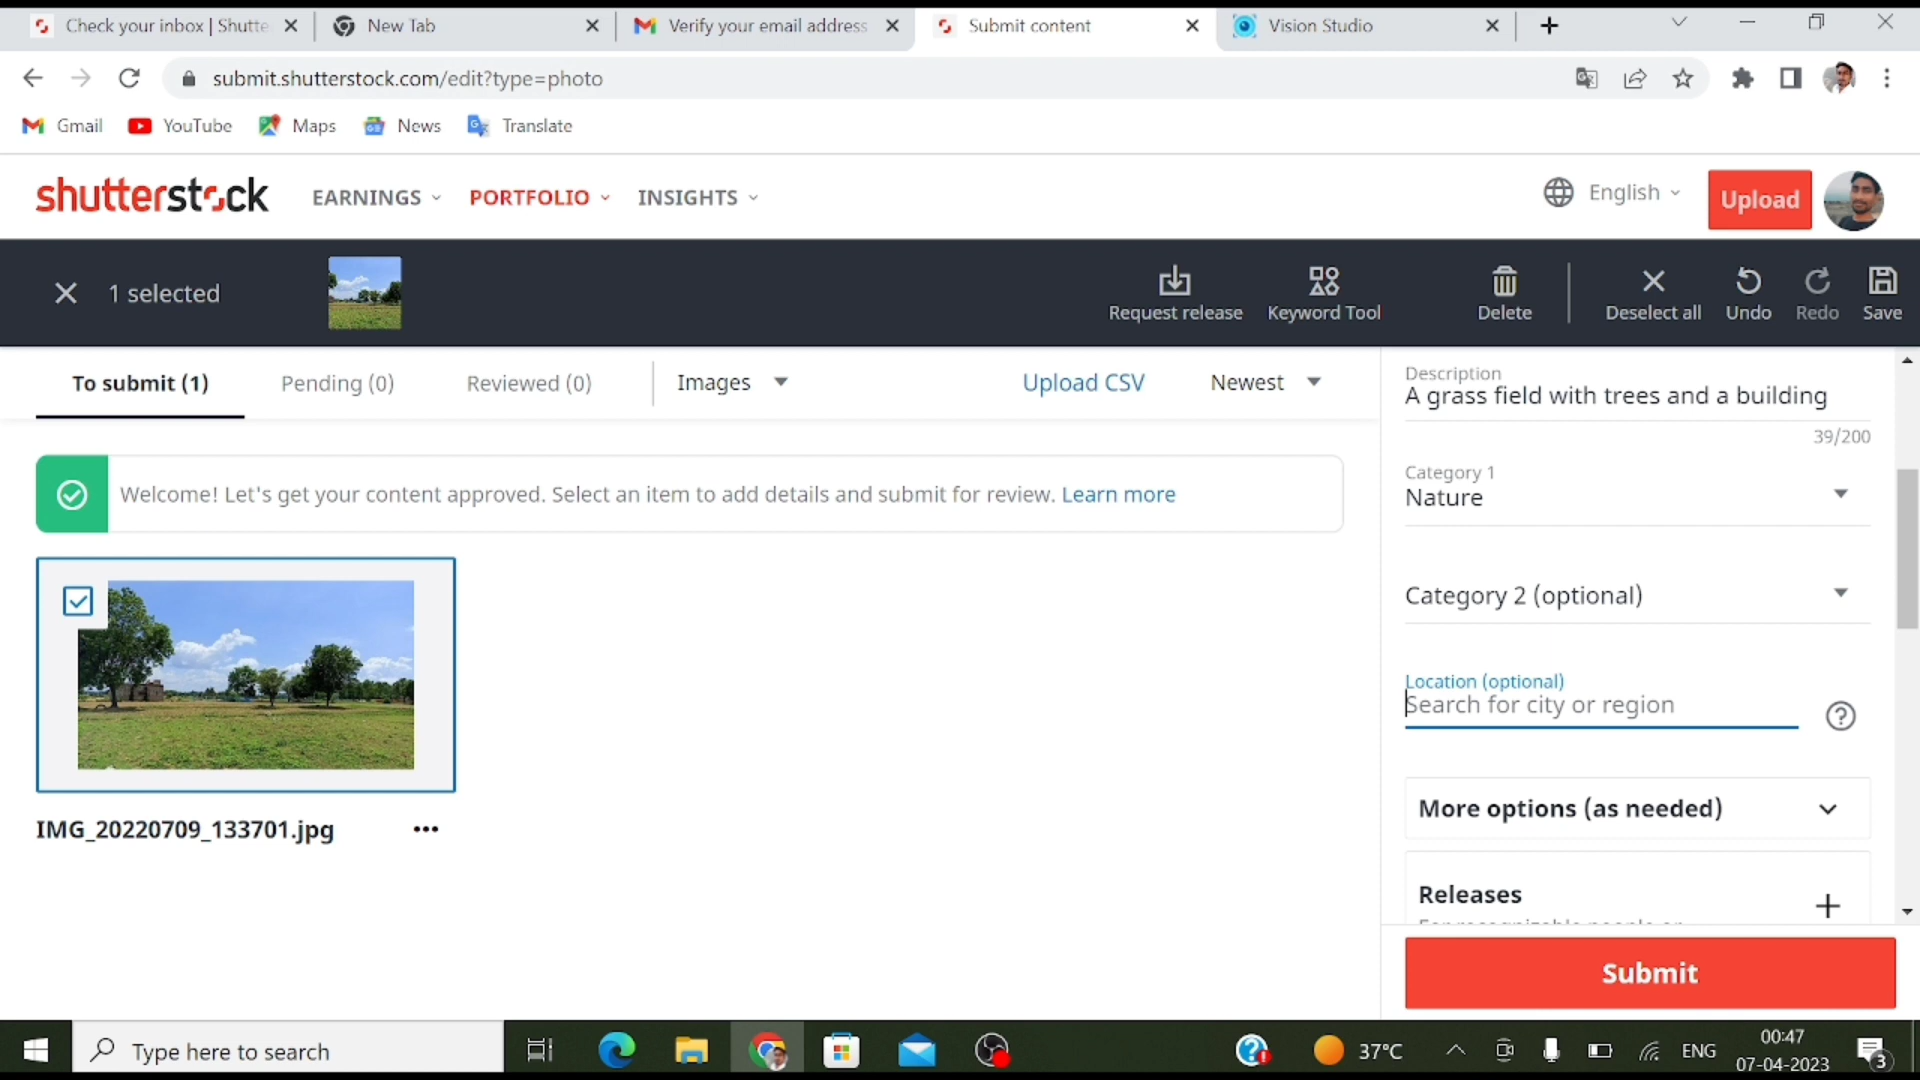 Check your inbox | Shutte
New Tab
Verify your email address
Submit content
Vision Studio
submit.shutterstock.com/edit?type=photo
Gmail
YouTube
Maps
News
Translate
shutterstock
EARNINGS
PORTFOLIO
INSIGHTS
English
Upload
1 selected
Request release
Keyword Tool
Delete
Deselect all
Undo
Redo
Save
To submit (1)
Pending (0)
Reviewed (0)
Images
Upload CSV
Newest
Welcome! Let's get your content approved. Select an item to add details and submit for review. Learn more
IMG_20220709_133701.jpg
Description
A grass field with trees and a building
39/200
Category 1
Nature
Category 2 (optional)
Location (optional)
Search for city or region
More options (as needed)
Releases
Submit
Type here to search
37°C
ENG
00:47
07-04-2023
3